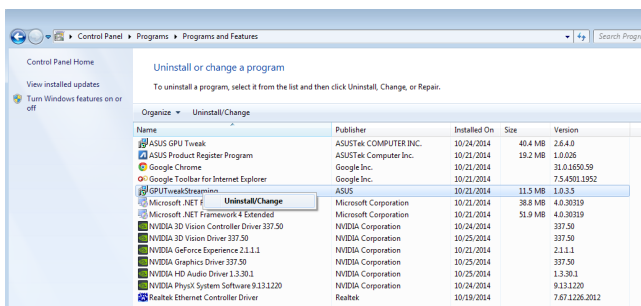 Control Panel ▸ Programs ▸ Programs and Features
Search Progr
Control Panel Home
View installed updates
Turn Windows features on or off
Uninstall or change a program
To uninstall a program, select it from the list and then click Uninstall, Change, or Repair.
Organize Uninstall/Change
Name Publisher Installed On Size Version
ASUS GPU Tweak ASUSTek COMPUTER INC. 10/24/2014 40.4 MB 2.6.4.0
ASUS Product Register Program ASUSTek Computer Inc. 10/21/2014 19.2 MB 1.0.026
Google Chrome Google Inc. 10/21/2014 31.0.1650.59
Google Toolbar for Internet Explorer Google Inc. 10/21/2014 7.5.4501.1952
GPUTweakStreaming ASUS 10/21/2014 11.5 MB 1.0.3.5
Uninstall/Change
Microsoft .NET F Microsoft Corporation 10/21/2014 38.8 MB 4.0.30319
Microsoft .NET Framework 4 Extended Microsoft Corporation 10/21/2014 51.9 MB 4.0.30319
NVIDIA 3D Vision Controller Driver 337.50 NVIDIA Corporation 10/24/2014 337.50
NVIDIA 3D Vision Driver 337.50 NVIDIA Corporation 10/25/2014 337.50
NVIDIA GeForce Experience 2.1.1.1 NVIDIA Corporation 10/21/2014 2.1.1.1
NVIDIA Graphics Driver 337.50 NVIDIA Corporation 10/25/2014 337.50
NVIDIA HD Audio Driver 1.3.30.1 NVIDIA Corporation 10/25/2014 1.3.30.1
NVIDIA PhysX System Software 9.13.1220 NVIDIA Corporation 10/24/2014 9.13.1220
Realtek Ethernet Controller Driver Realtek 10/19/2014 7.67.1226.2012